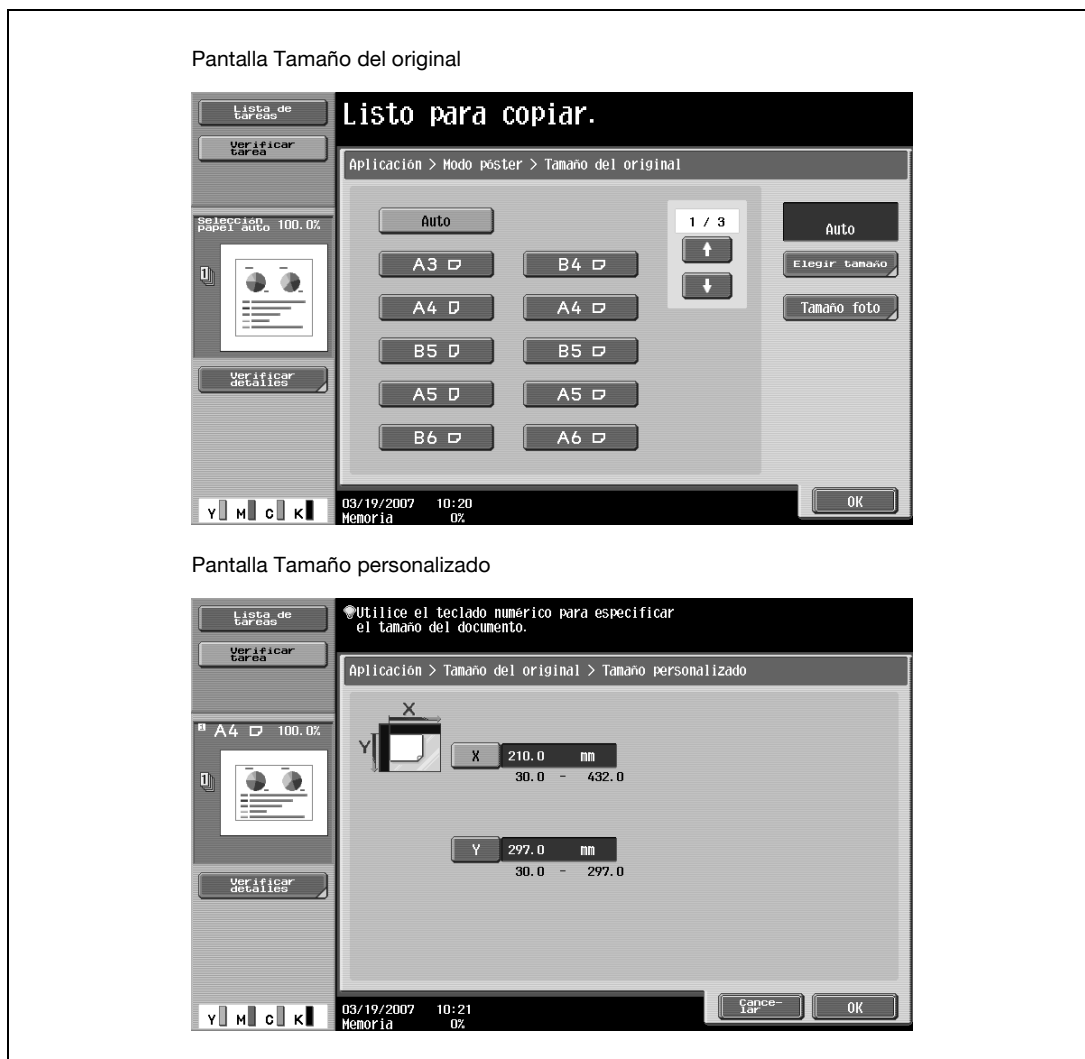 Pantalla Tamaño del original
Lista de
tareas
Verificar
tarea
Listo para copiar.
Aplicación > Modo póster > Tamaño del original
Selección
papel auto 100.0%
1
Verificar
detalles
Auto
A3 B4
A4 A4
B5 B5
A5 A5
B6 A6
1 / 3
↑
↓
Auto
Elegir tamaño
Tamaño foto
Y M C K
03/19/2007 10:20
Memoria 0%
OK
Pantalla Tamaño personalizado
Lista de
tareas
Verificar
tarea
Utilice el teclado numérico para especificar
el tamaño del documento.
Aplicación > Tamaño del original > Tamaño personalizado
A4 100.0%
1
Verificar
detalles
X
Y
X 210.0 mm
30.0 - 432.0
Y 297.0 mm
30.0 - 297.0
Y M C K
03/19/2007 10:21
Memoria 0%
Cance-
lar
OK